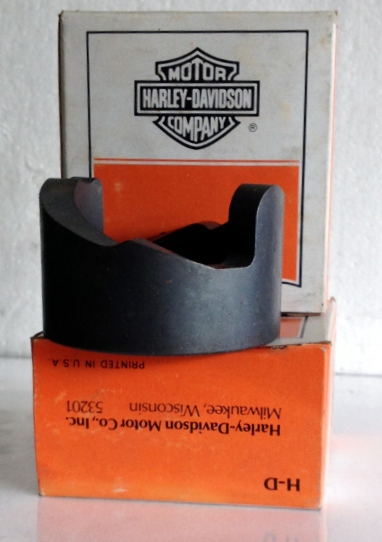 MOTOR
HARLEY-DAVIDSON
COMPANY
®
PRINTED IN U.S.A
H-D
Harley-Davidson Motor Co., Inc.
Milwaukee, Wisconsin 53201